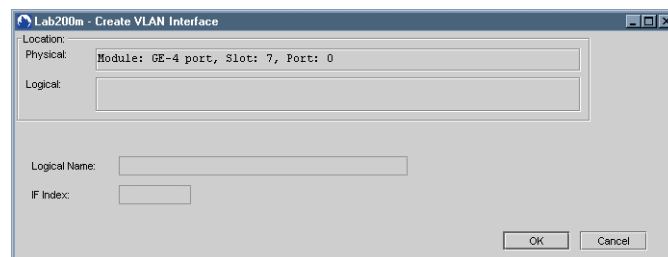 Lab200m - Create VLAN Interface
Location:
Physical: Module: GE-4 port, Slot: 7, Port: 0
Logical:
Logical Name:
IF Index:
OK Cancel